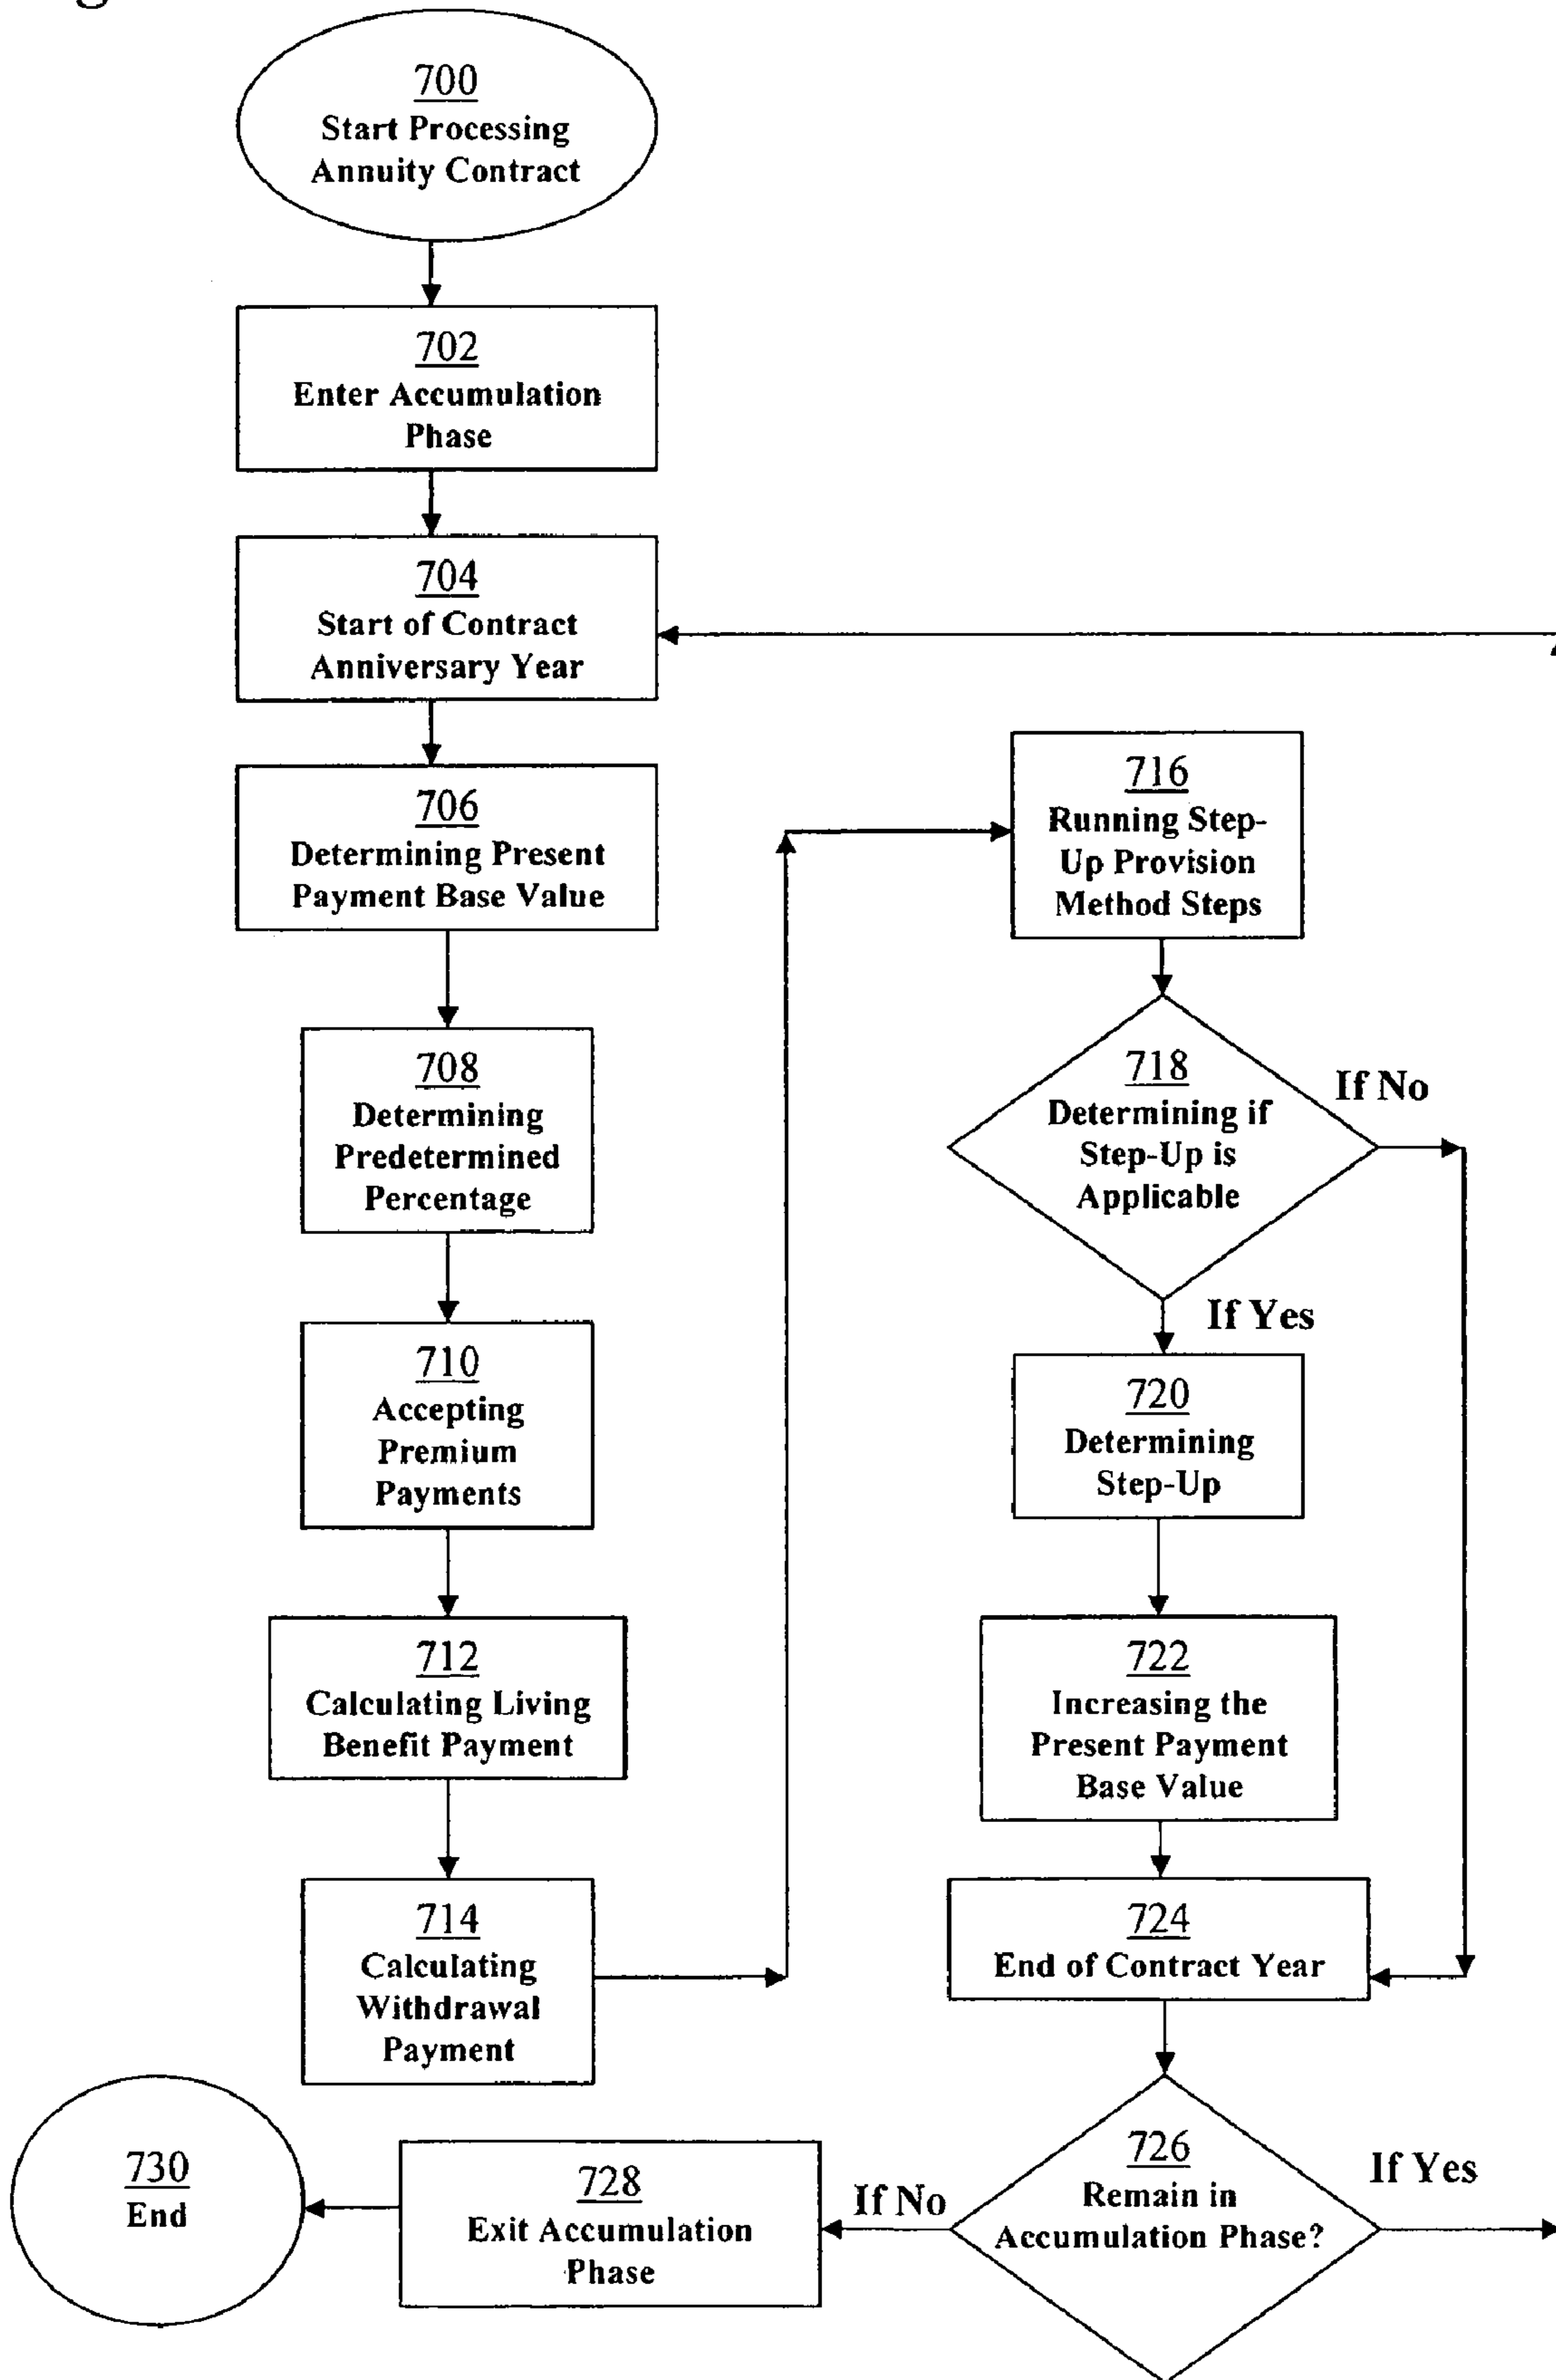 700
Start Processing
Annuity Contract
702
Enter Accumulation
Phase
704
Start of Contract
Anniversary Year
706
Determining Present
Payment Base Value
708
Determining
Predetermined
Percentage
710
Accepting
Premium
Payments
712
Calculating Living
Benefit Payment
714
Calculating
Withdrawal
Payment
716
Running Step-
Up Provision
Method Steps
718
Determining if
Step-Up is
Applicable
If No
If Yes
720
Determining
Step-Up
722
Increasing the
Present Payment
Base Value
724
End of Contract Year
726
Remain in
Accumulation Phase?
If Yes
If No
728
Exit Accumulation
Phase
730
End